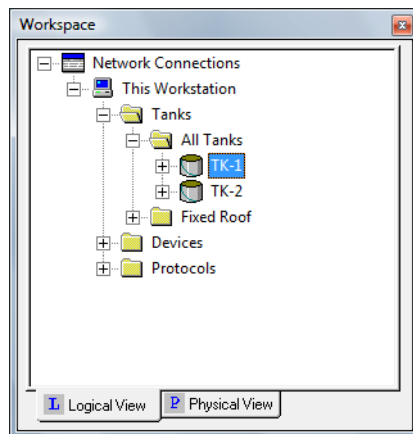 Workspace
Network Connections
This Workstation
Tanks
All Tanks
TK-1
TK-2
Fixed Roof
Devices
Protocols
L Logical View P Physical View